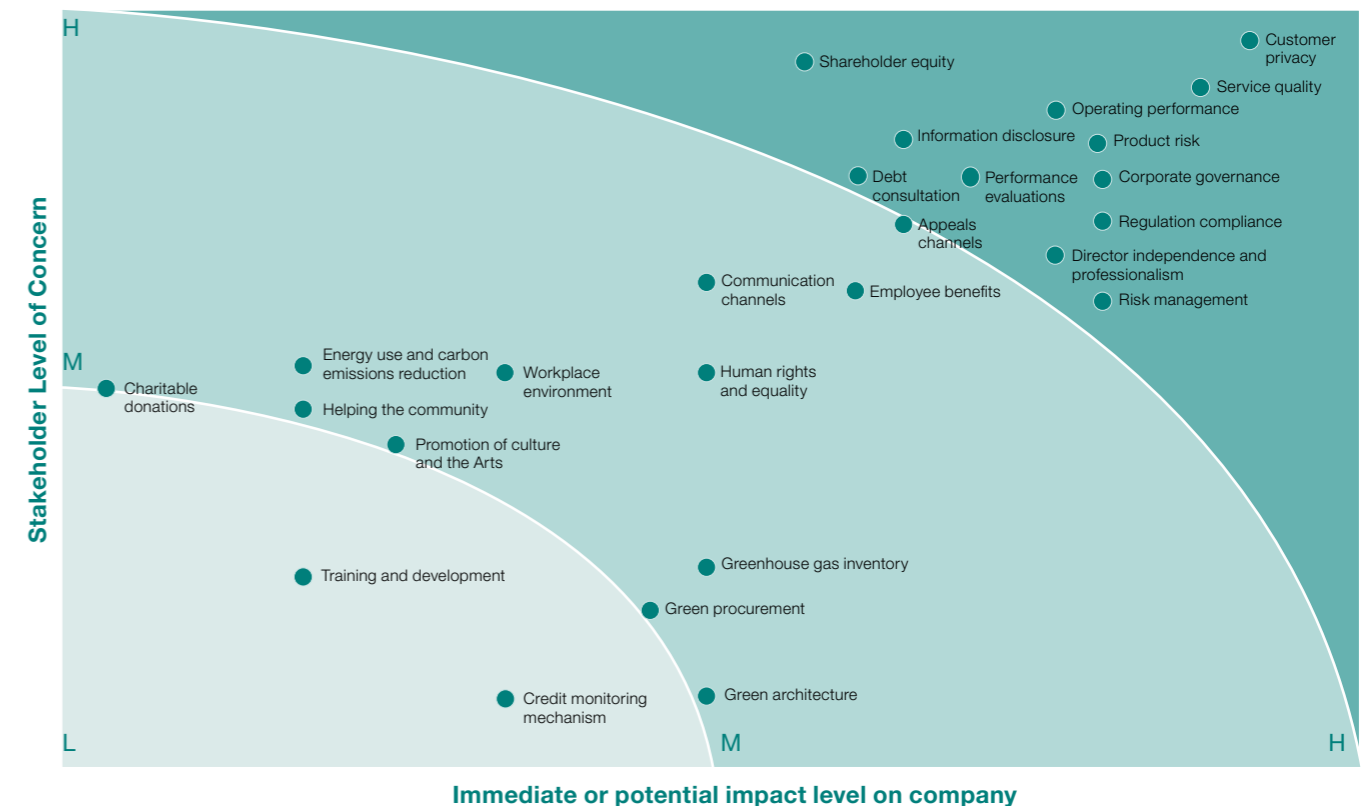 H
Customer
privacy
Shareholder equity
Service quality
Operating performance
Information disclosure
Product risk
Debt
consultation
Performance
evaluations
Corporate governance
Appeals
channels
Regulation compliance
Director independence and
professionalism
Communication
channels
Employee benefits
Risk management
M
Energy use and carbon
emissions reduction
Workplace
environment
Human rights
and equality
Charitable
donations
Helping the community
Promotion of culture
and the Arts
Greenhouse gas inventory
Training and development
Green procurement
Credit monitoring
mechanism
Green architecture
L
M
H
Stakeholder Level of Concern
Immediate or potential impact level on company